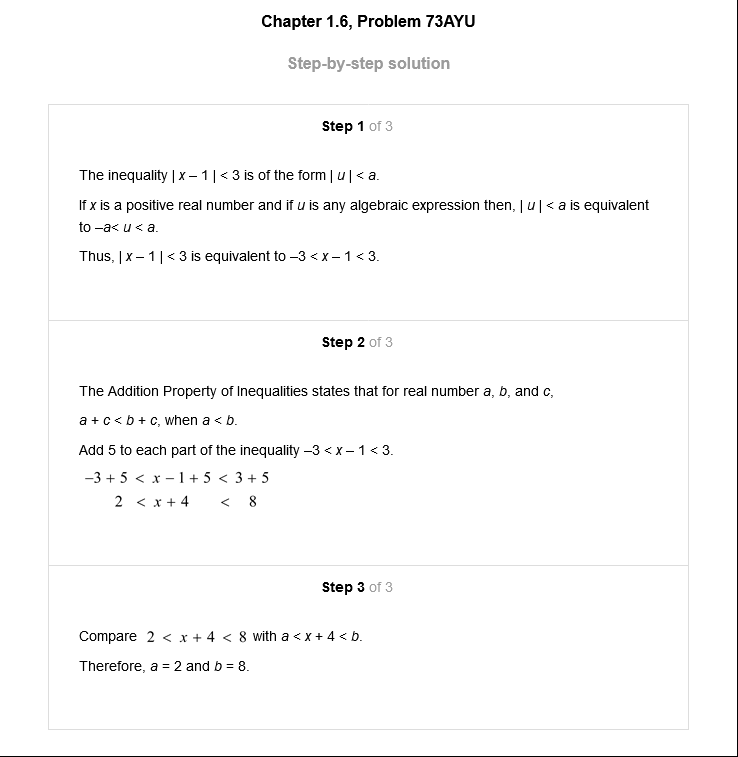 Chapter 1.6, Problem 73AYU
Step-by-step solution
Step 1 of 3
The inequality | x – 1 | < 3 is of the form | u | < a.
If x is a positive real number and if u is any algebraic expression then, | u | < a is equivalent
to –a< u < a.
Thus, | x – 1 | < 3 is equivalent to –3 < x – 1 < 3.
Step 2 of 3
The Addition Property of Inequalities states that for real number a, b, and c,
a + c < b + c, when a < b.
Add 5 to each part of the inequality –3 < x – 1 < 3.
−3 + 5 < x − 1 + 5 < 3 + 5
2 < x + 4 < 8
Step 3 of 3
Compare 2 < x + 4 < 8 with a < x + 4 < b.
Therefore, a = 2 and b = 8.